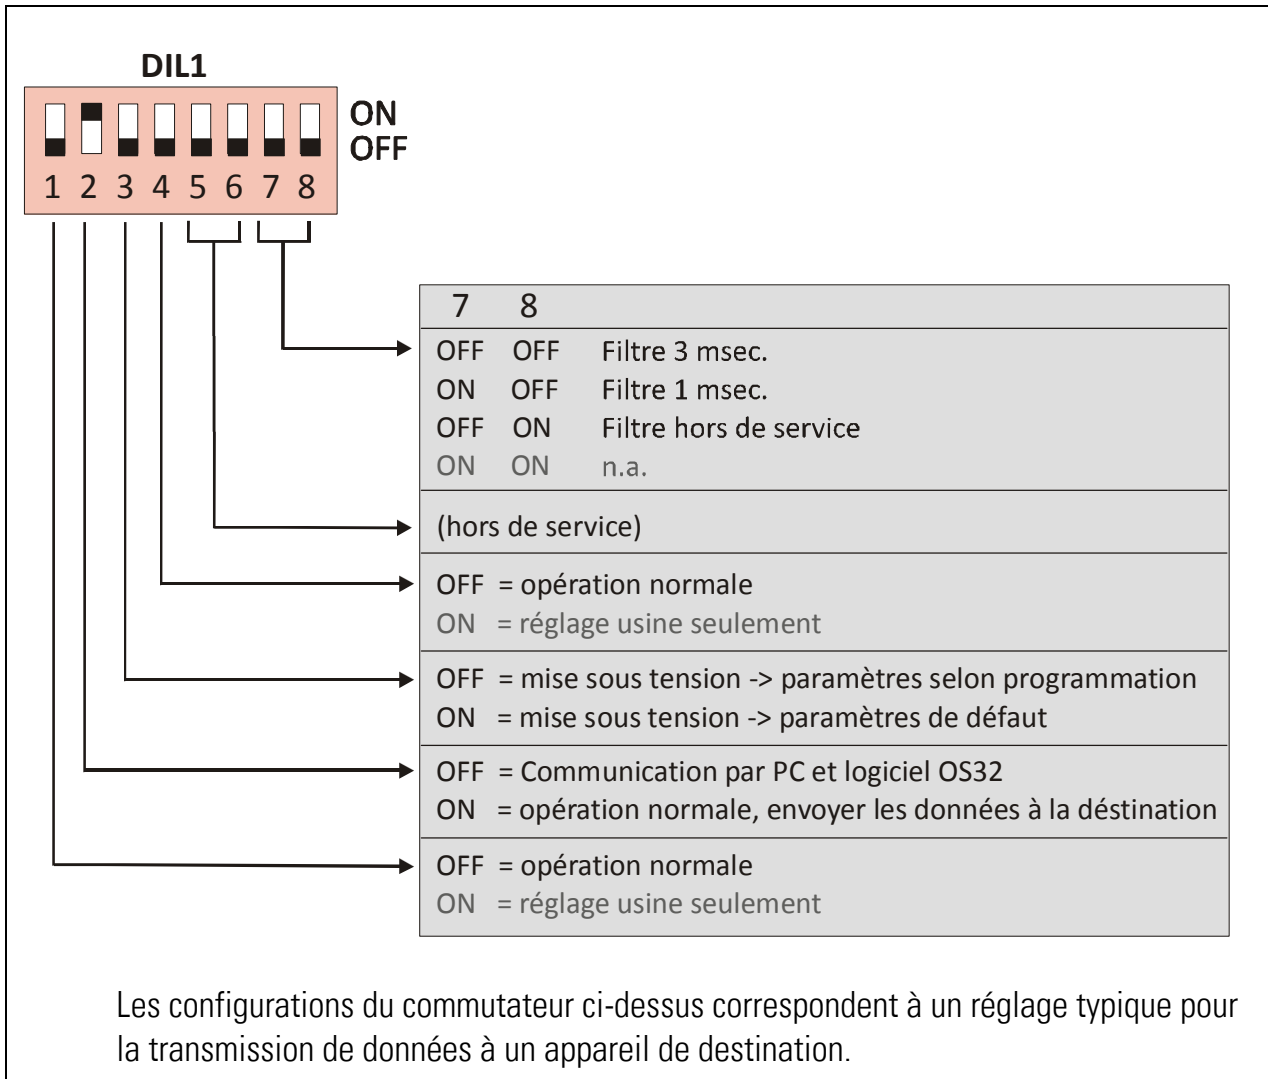 DIL1
ON
OFF
1 2 3 4 5 6 7 8
7 8
OFF OFF Filtre 3 msec.
ON OFF Filtre 1 msec.
OFF ON Filtre hors de service
ON ON n.a.
(hors de service)
OFF = opération normale
ON = réglage usine seulement
OFF = mise sous tension -> paramètres selon programmation
ON = mise sous tension -> paramètres de défaut
OFF = Communication par PC et logiciel OS32
ON = opération normale, envoyer les données à la déstination
OFF = opération normale
ON = réglage usine seulement
Les configurations du commutateur ci-dessus correspondent à un réglage typique pour
la transmission de données à un appareil de destination.